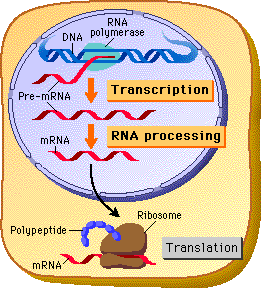 RNA
polymerase
DNA
Pre-mRNA
Transcription
mRNA
RNA processing
Ribosome
Polypeptide
Translation
mRNA